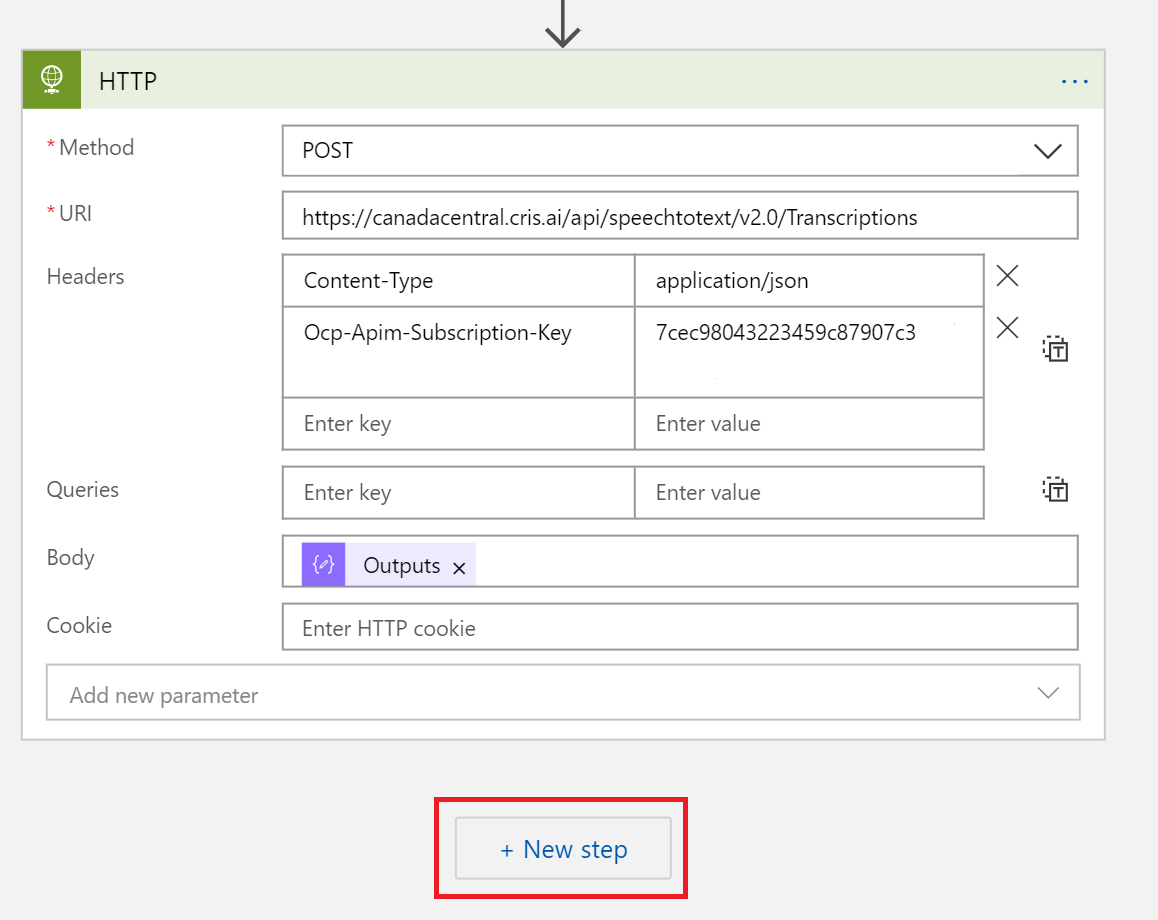 HTTP
* Method
POST
* URI
https://canadacentral.cris.ai/api/speechtotext/v2.0/Transcriptions
Headers
Content-Type
application/json
Ocp-Apim-Subscription-Key
7cec98043223459c87907c3
Enter key
Enter value
Queries
Enter key
Enter value
Body
Outputs
Cookie
Enter HTTP cookie
Add new parameter
+ New step